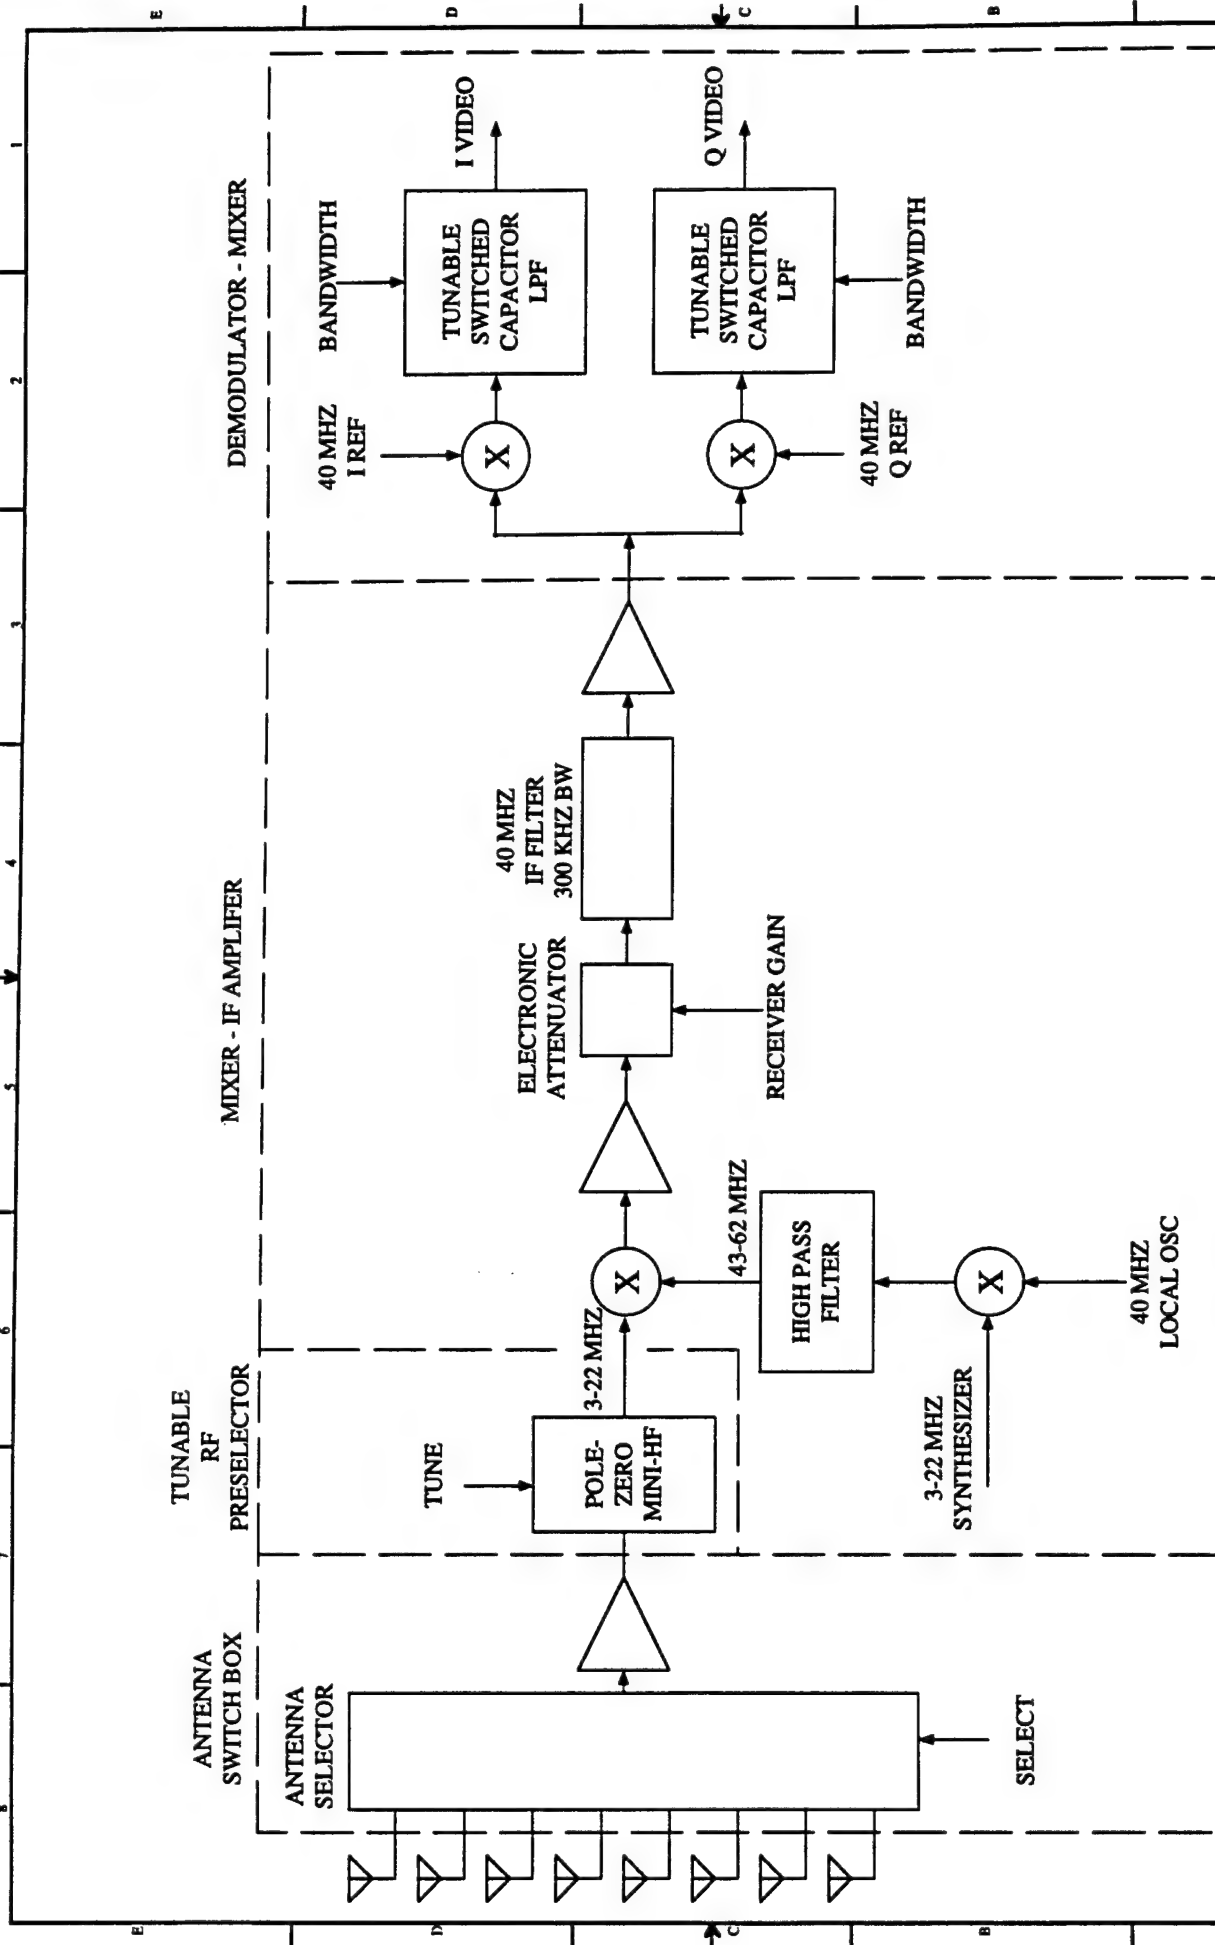 E
D
C
B
8
7
6
5
4
3
2
1
ANTENNA
SWITCH BOX
ANTENNA
SELECTOR
SELECT
TUNABLE
RF
PRESELECTOR
TUNE
POLE-
ZERO
MINI-HF
3-22 MHZ
X
43-62 MHZ
HIGH PASS
FILTER
X
3-22 MHZ
SYNTHESIZER
40 MHZ
LOCAL OSC
MIXER - IF AMPLIFER
ELECTRONIC
ATTENUATOR
RECEIVER GAIN
40 MHZ
IF FILTER
300 KHZ BW
DEMODULATOR - MIXER
40 MHZ
I REF
X
BANDWIDTH
TUNABLE
SWITCHED
CAPACITOR
LPF
I VIDEO
40 MHZ
Q REF
X
BANDWIDTH
TUNABLE
SWITCHED
CAPACITOR
LPF
Q VIDEO
E
D
C
B